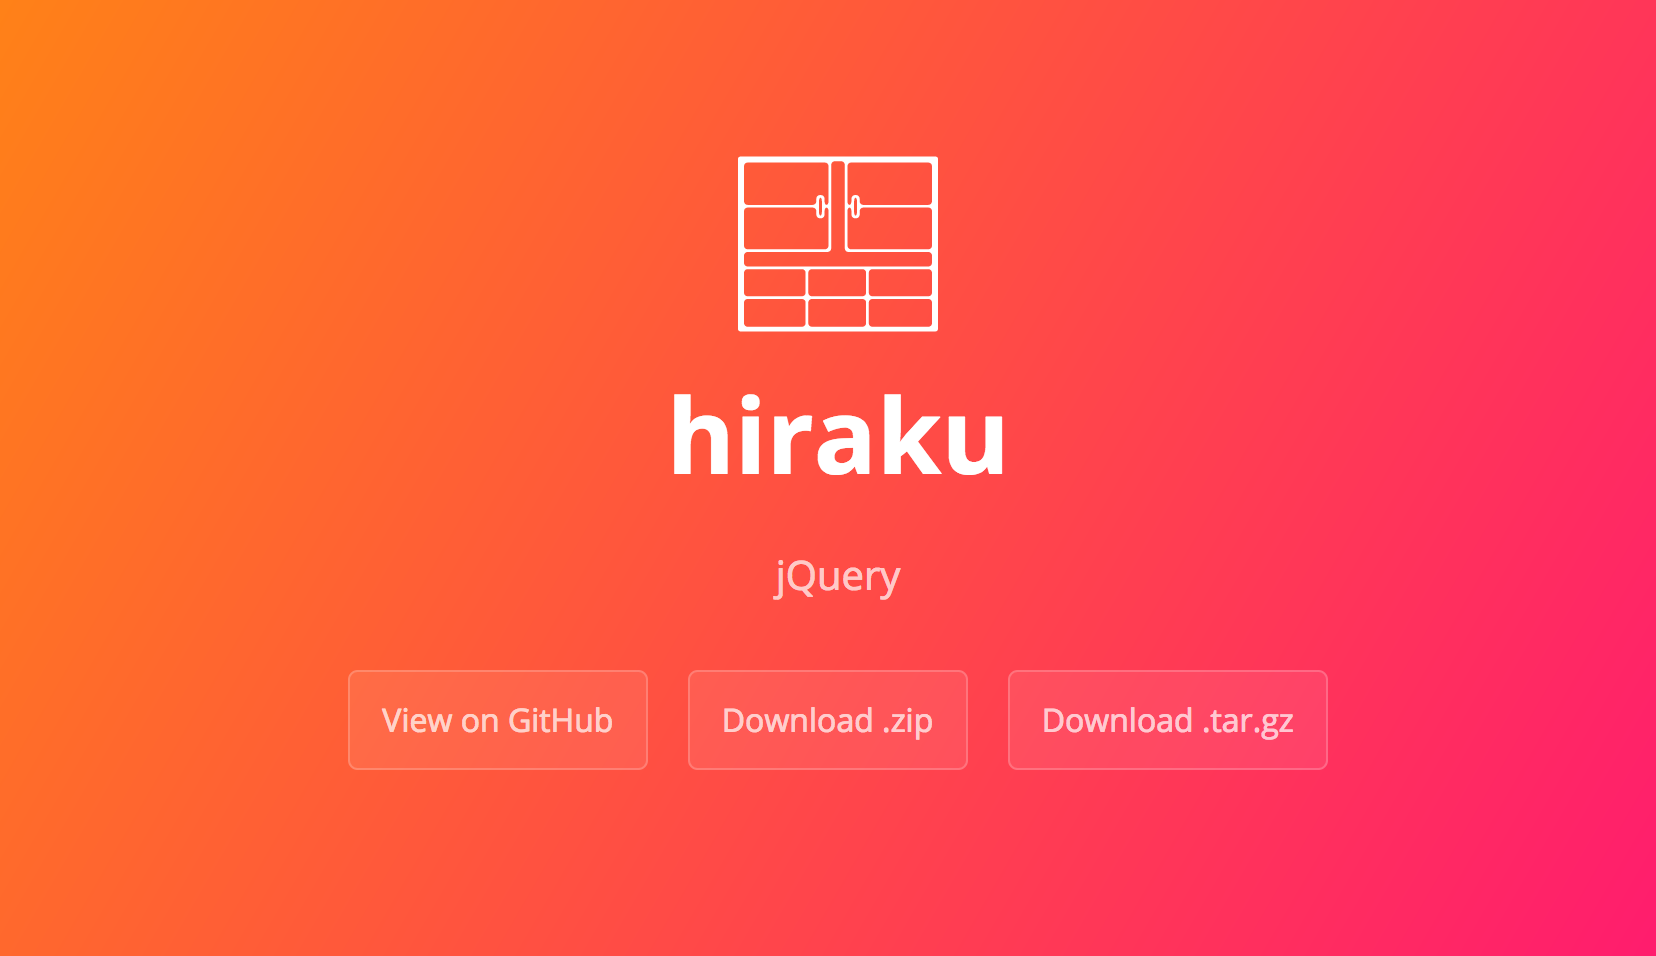 hiraku
jQuery
View on GitHub
Download .zip
Download .tar.gz